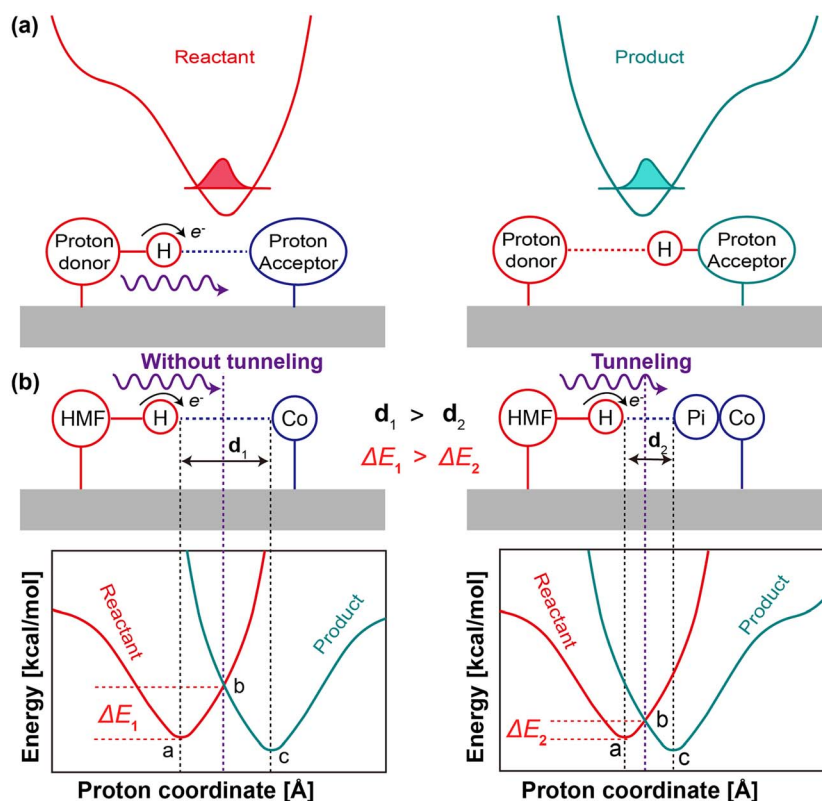 (a)
Reactant
Product
Proton
donor
H
e-
Proton
Acceptor
Proton
donor
H
Proton
Acceptor
(b)
Without tunneling
Tunneling
HMF
H
e-
Co
d1
d1 > d2
ΔE1 > ΔE2
HMF
H
e-
Pi
Co
d2
Energy [kcal/mol]
Reactant
Product
ΔE1
a
b
c
Proton coordinate [Å]
Energy [kcal/mol]
Reactant
Product
ΔE2
a
b
c
Proton coordinate [Å]